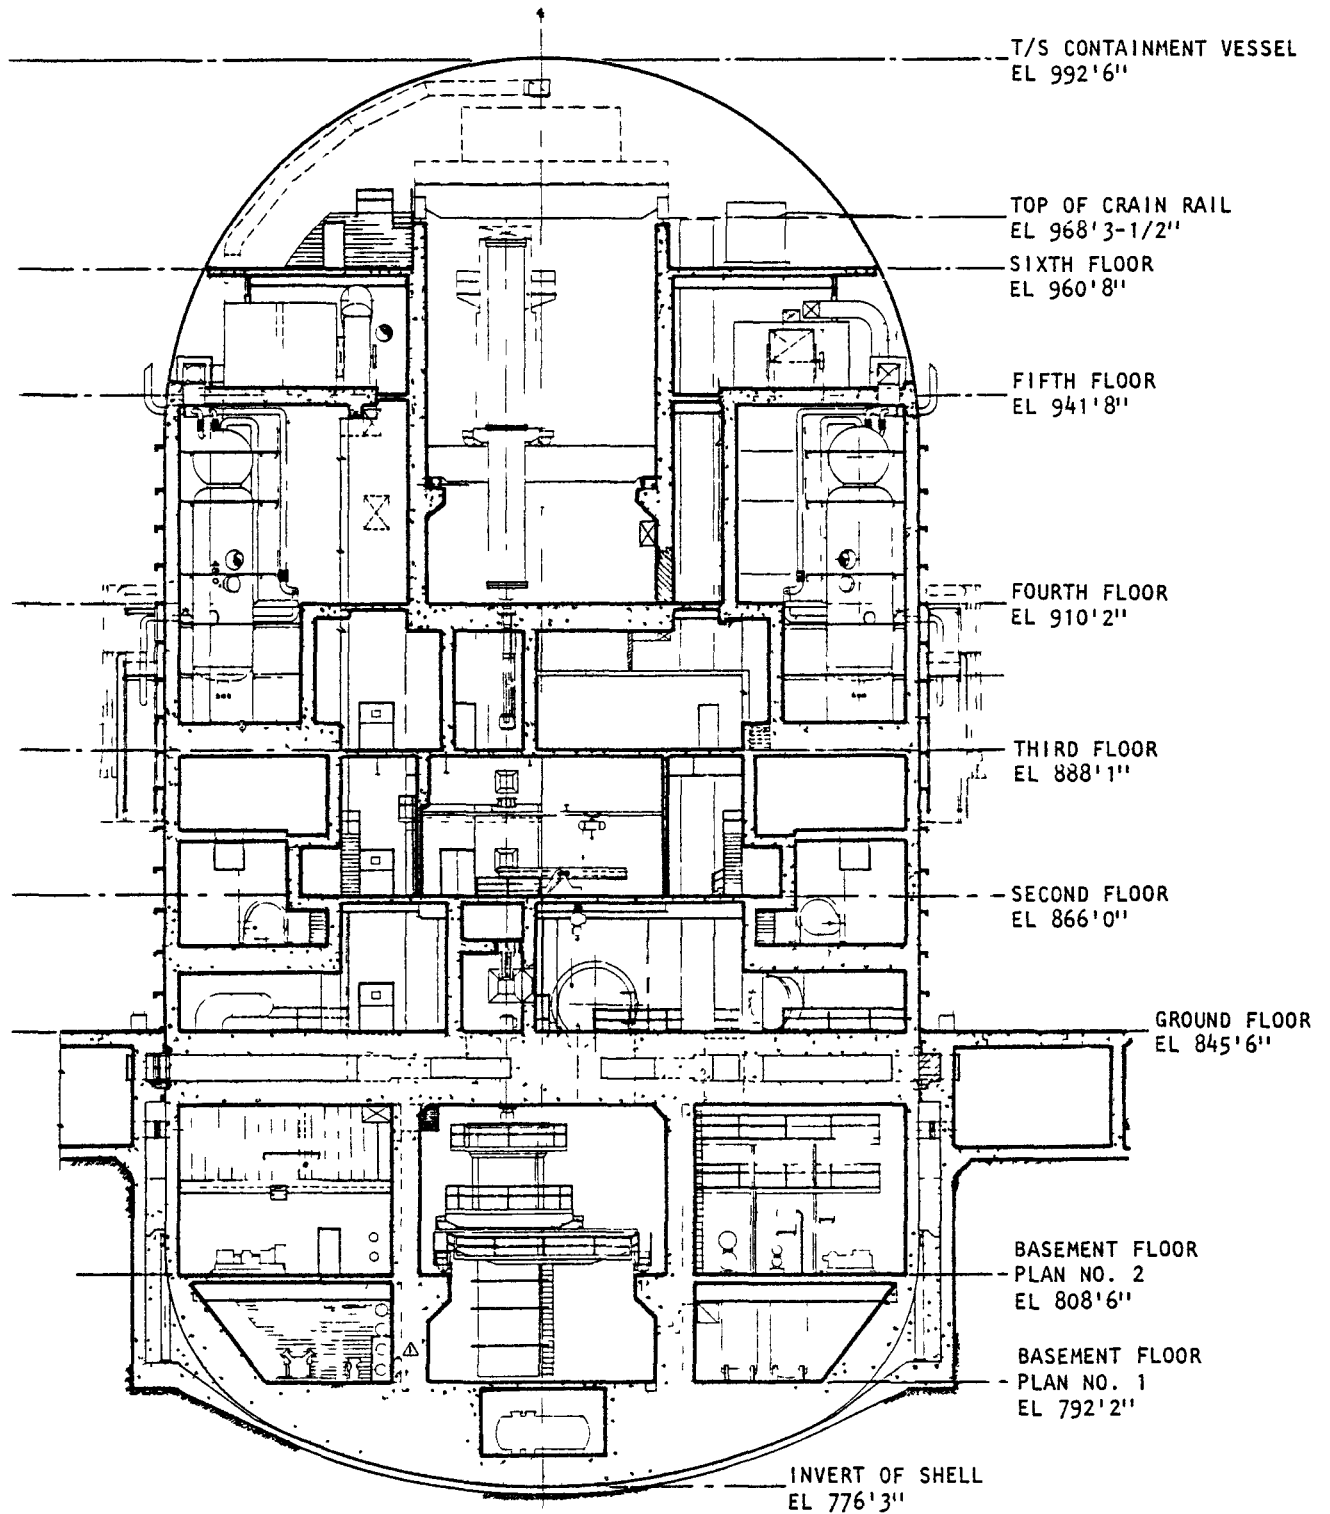 4
T/S CONTAINMENT VESSEL
EL 992'6"
TOP OF CRAIN RAIL
EL 968'3-1/2"
SIXTH FLOOR
EL 960'8"
FIFTH FLOOR
EL 941'8"
FOURTH FLOOR
EL 910'2"
THIRD FLOOR
EL 888'1"
SECOND FLOOR
EL 866'0"
GROUND FLOOR
EL 845'6"
BASEMENT FLOOR
PLAN NO. 2
EL 808'6"
BASEMENT FLOOR
PLAN NO. 1
EL 792'2"
INVERT OF SHELL
EL 776'3"